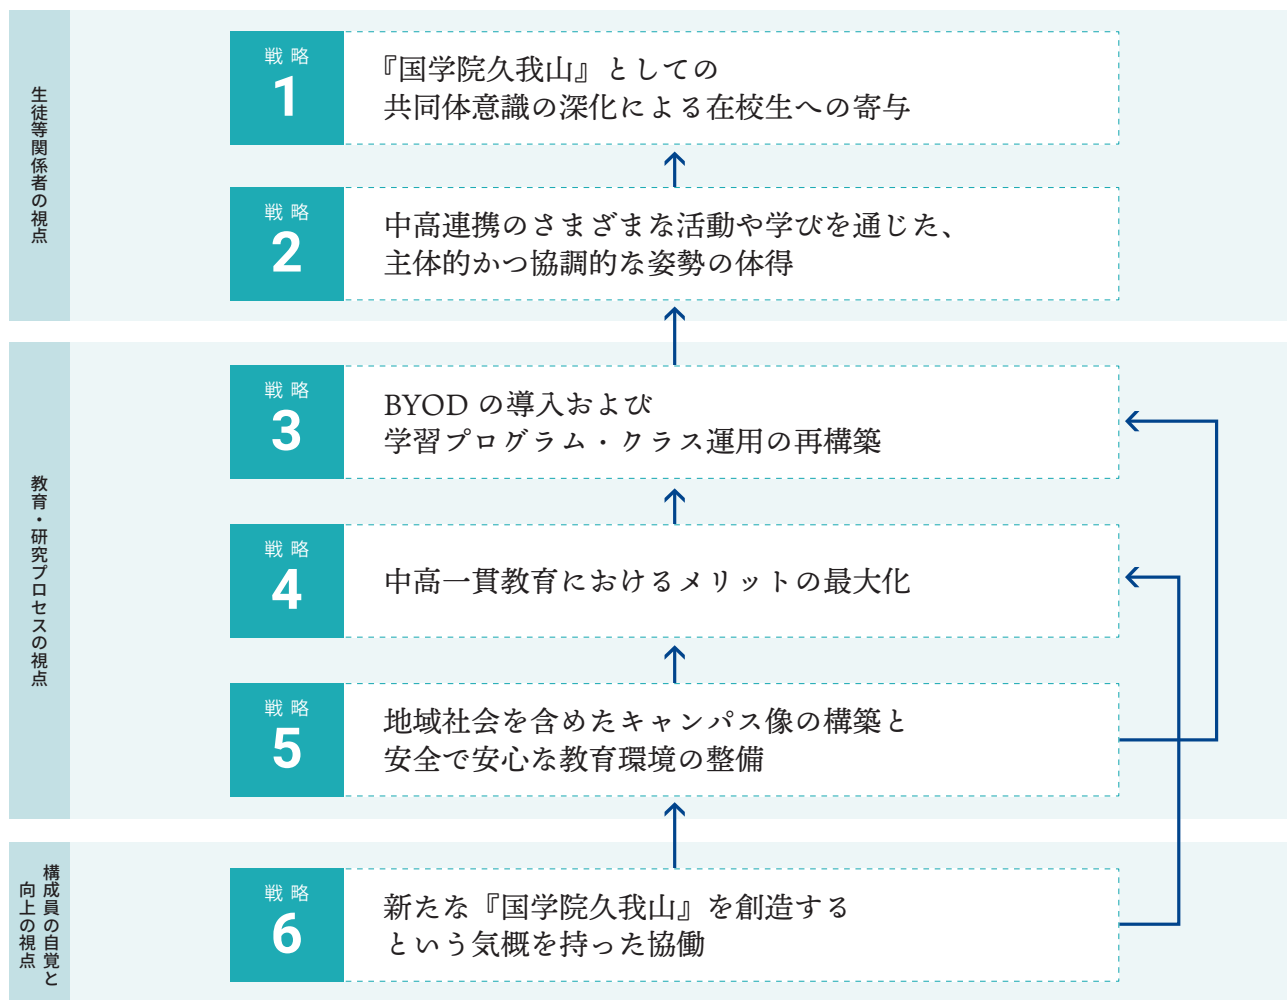 生徒等関係者の視点
戦略
1
『国学院久我山』としての
共同体意識の深化による在校生への寄与
戦略
2
中高連携のさまざまな活動や学びを通じた、
主体的かつ協調的な姿勢の体得
教育・研究プロセスの視点
戦略
3
BYOD の導入および
学習プログラム・クラス運用の再構築
戦略
4
中高一貫教育におけるメリットの最大化
戦略
5
地域社会を含めたキャンパス像の構築と
安全で安心な教育環境の整備
構成員の自覚と
向上の視点
戦略
6
新たな『国学院久我山』を創造する
という気概を持った協働